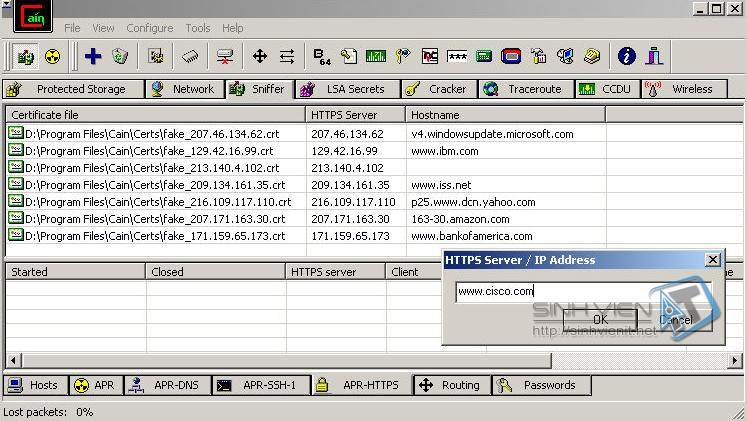 Cain
File View Configure Tools Help
B 64
Protected Storage Network Sniffer LSA Secrets Cracker Traceroute CCDU Wireless
Certificate file HTTPS Server Hostname
D:\Program Files\Cain\Certs\fake_207.46.134.62.crt 207.46.134.62 v4.windowsupdate.microsoft.com
D:\Program Files\Cain\Certs\fake_129.42.16.99.crt 129.42.16.99 www.ibm.com
D:\Program Files\Cain\Certs\fake_213.140.4.102.crt 213.140.4.102
D:\Program Files\Cain\Certs\fake_209.134.161.35.crt 209.134.161.35 www.iss.net
D:\Program Files\Cain\Certs\fake_216.109.117.110.crt 216.109.117.110 p25.www.dcn.yahoo.com
D:\Program Files\Cain\Certs\fake_207.171.163.30.crt 207.171.163.30 163-30.amazon.com
D:\Program Files\Cain\Certs\fake_171.159.65.173.crt 171.159.65.173 www.bankofamerica.com
HTTPS Server / IP Address
www.cisco.com
OK Cancel
SINH VIEN IT
http://sinhvienit.net
Started Closed HTTPS server Client
Hosts APR APR-DNS APR-SSH-1 APR-HTTPS Routing Passwords
Lost packets: 0%